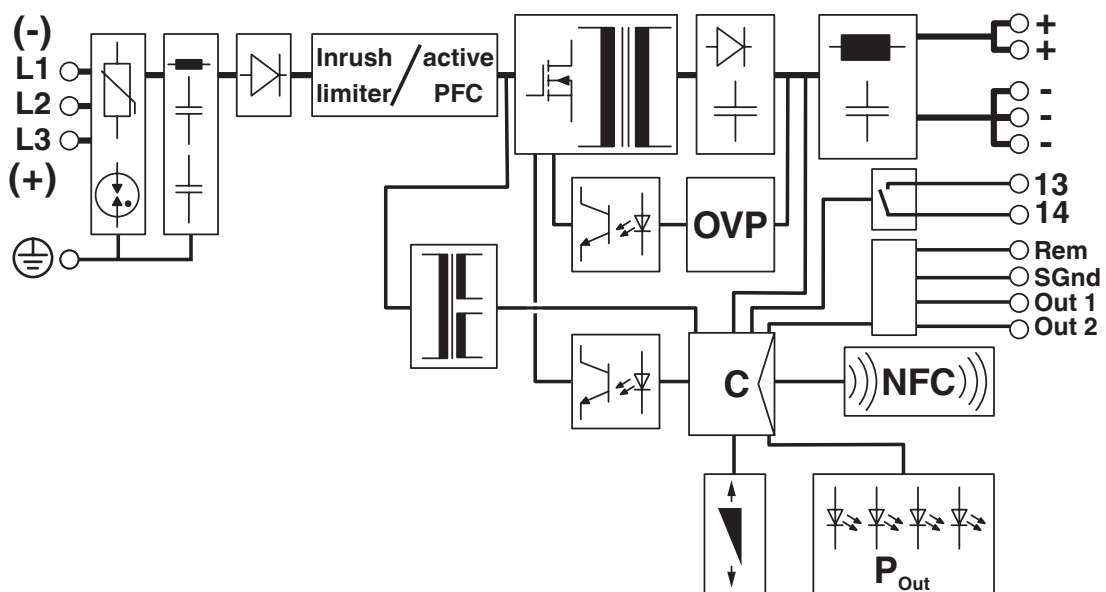 (-)
L1
L2
L3
(+)
Inrush limiter/
active PFC
+
+
-
-
-
13
14
OVP
Rem
SGnd
Out 1
Out 2
C
NFC
POut